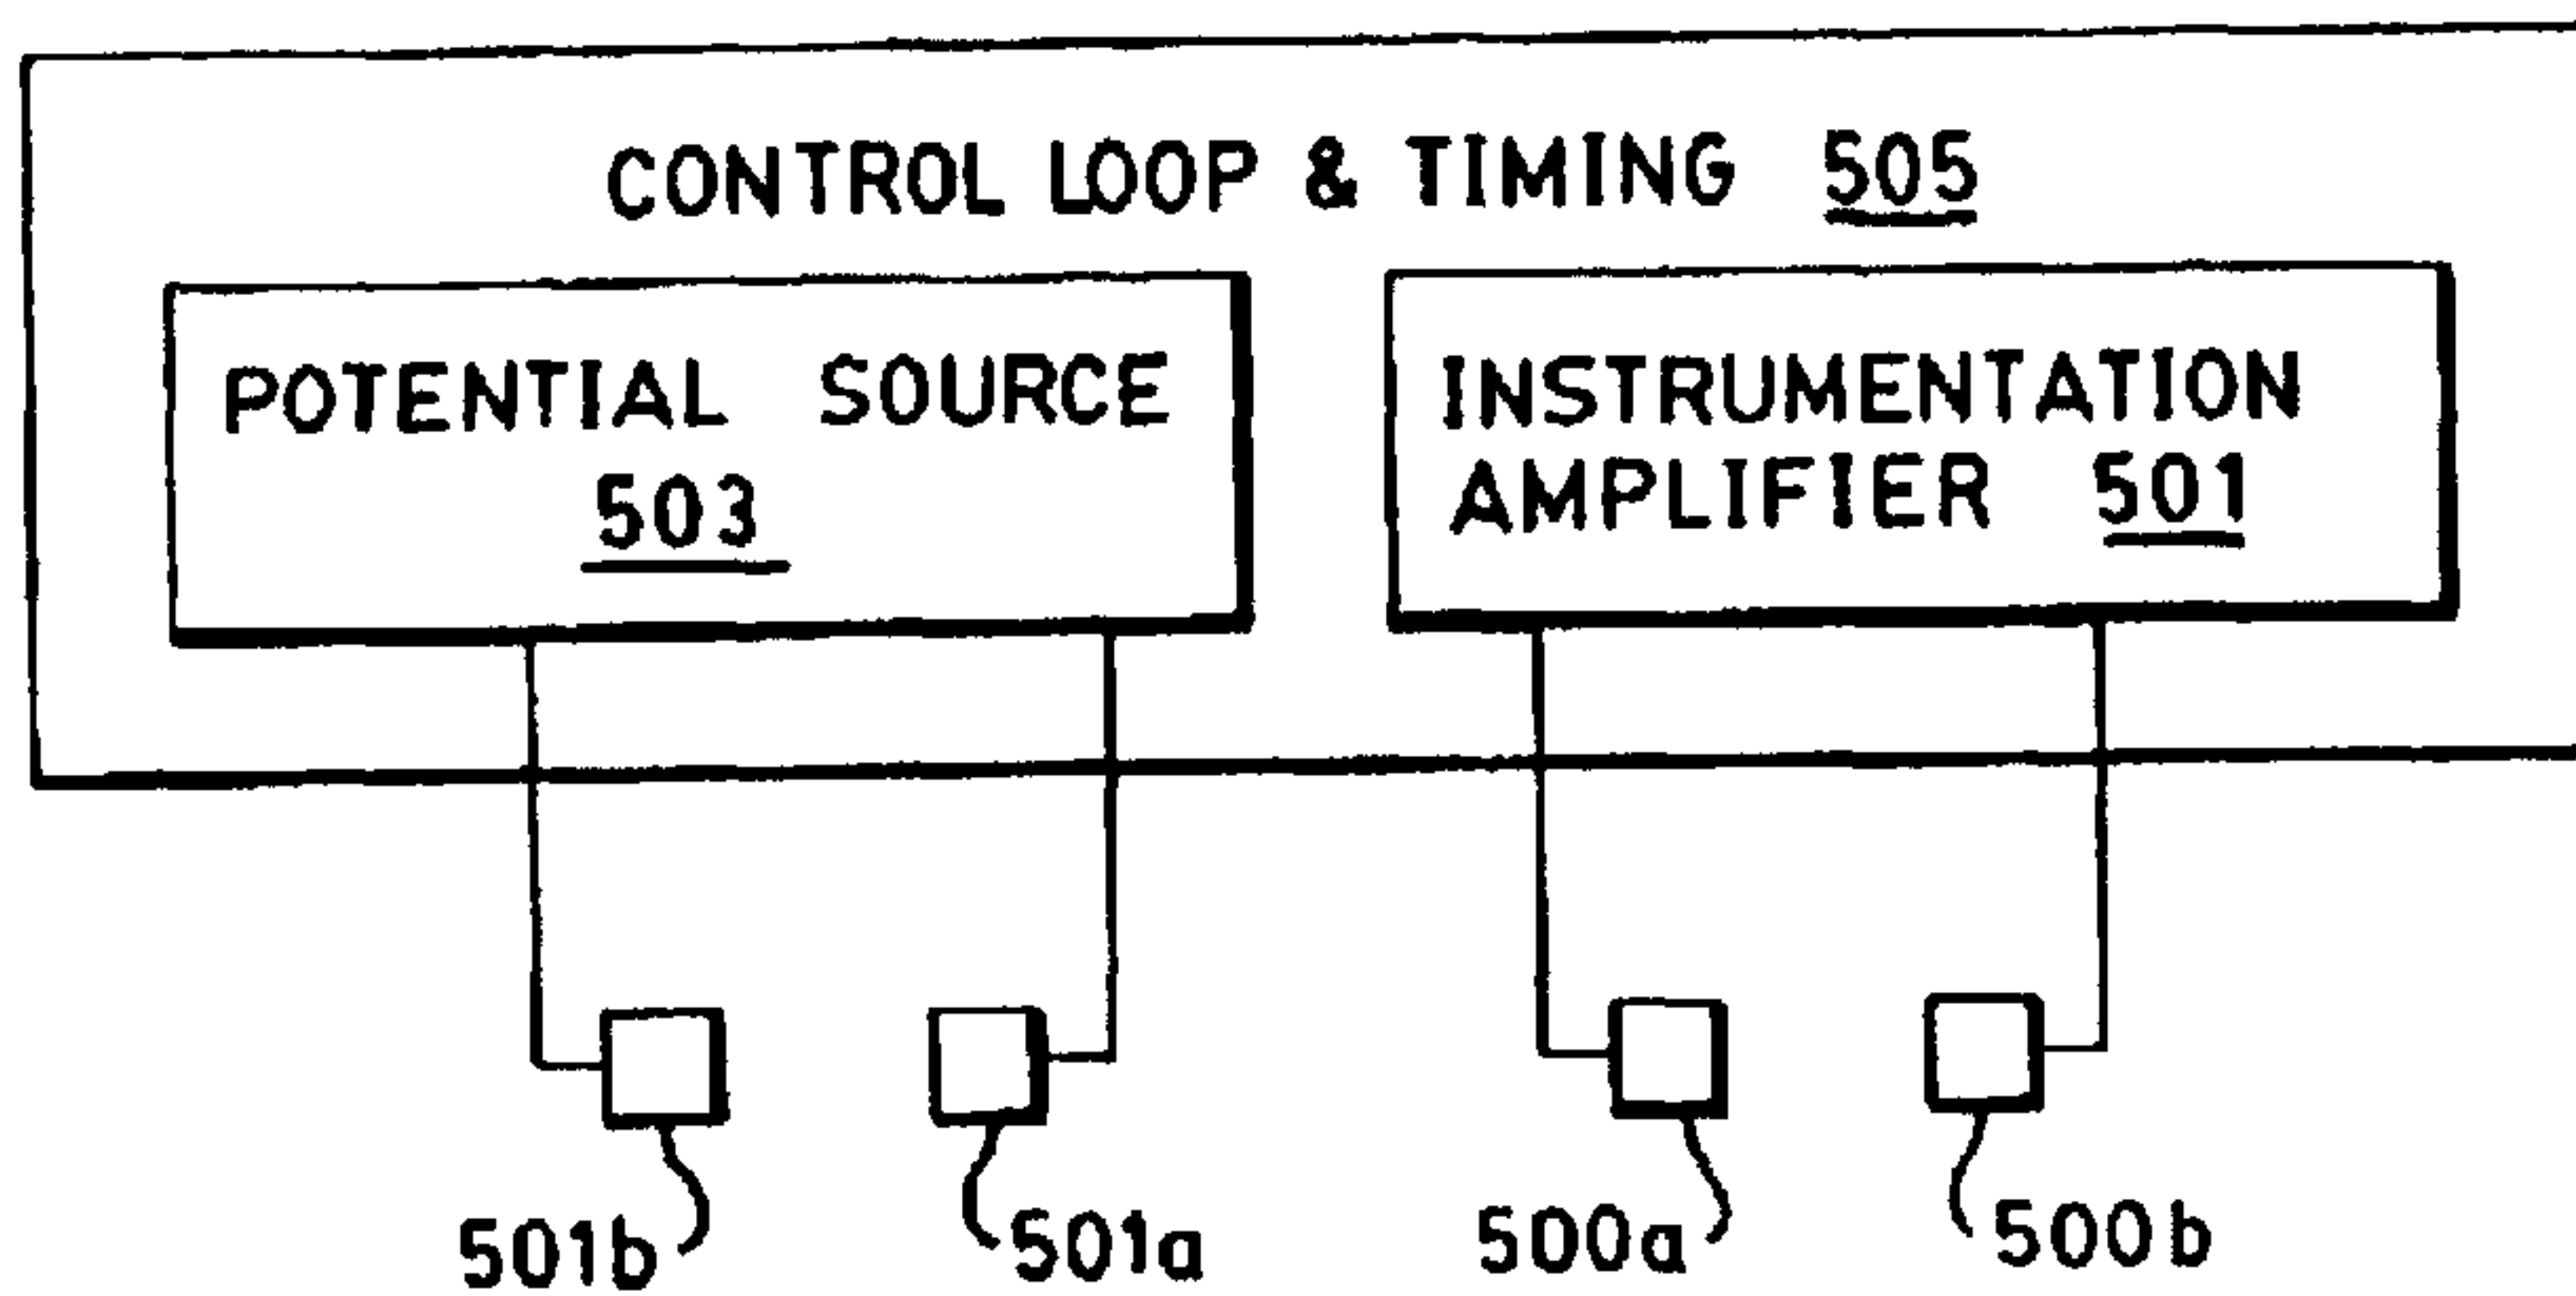 CONTROL LOOP & TIMING 505
POTENTIAL SOURCE
503
INSTRUMENTATION
AMPLIFIER 501
501b
501a
500a
500b